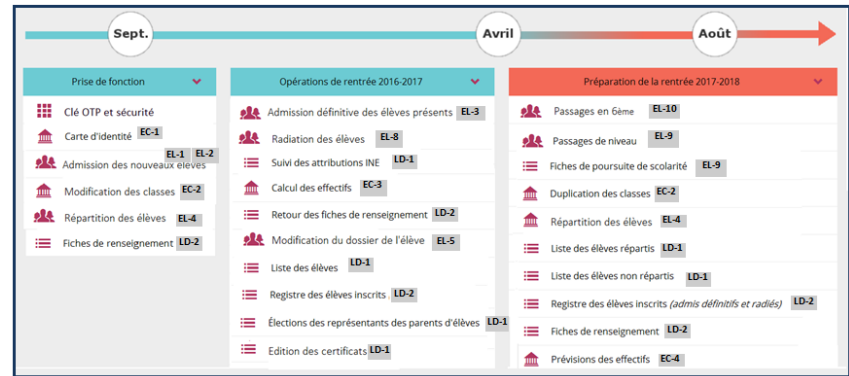 Sept.
Avril
Août
Prise de fonction
Clé OTP et sécurité
Carte d'identité EC-1
EL-1 EL-2
Admission des nouveaux élèves
Modification des classes EC-2
Répartition des élèves EL-4
Fiches de renseignement LD-2
Opérations de rentrée 2016-2017
Admission définitive des élèves présents EL-3
Radiation des élèves EL-8
Suivi des attributions INE LD-1
Calcul des effectifs EC-3
Retour des fiches de renseignement LD-2
Modification du dossier de l'élève EL-5
Liste des élèves LD-1
Registre des élèves inscrits LD-2
Élections des représentants des parents d'élèves LD-1
Edition des certificats LD-1
Préparation de la rentrée 2017-2018
Passages en 6ème EL-10
Passages de niveau EL-9
Fiches de poursuite de scolarité EL-9
Duplication des classes EC-2
Répartition des élèves EL-4
Liste des élèves répartis LD-1
Liste des élèves non répartis LD-1
Registre des élèves inscrits (admis définitifs et radiés) LD-2
Fiches de renseignement LD-2
Prévisions des effectifs EC-4